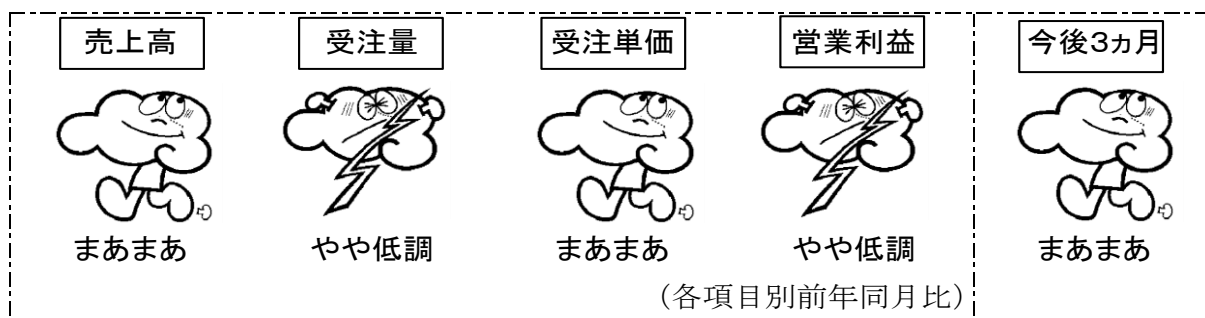 売上高 受注量 受注単価 営業利益 今後3ヵ月
まあまあ やや低調 まあまあ やや低調 まあまあ
(各項目別前年同月比)